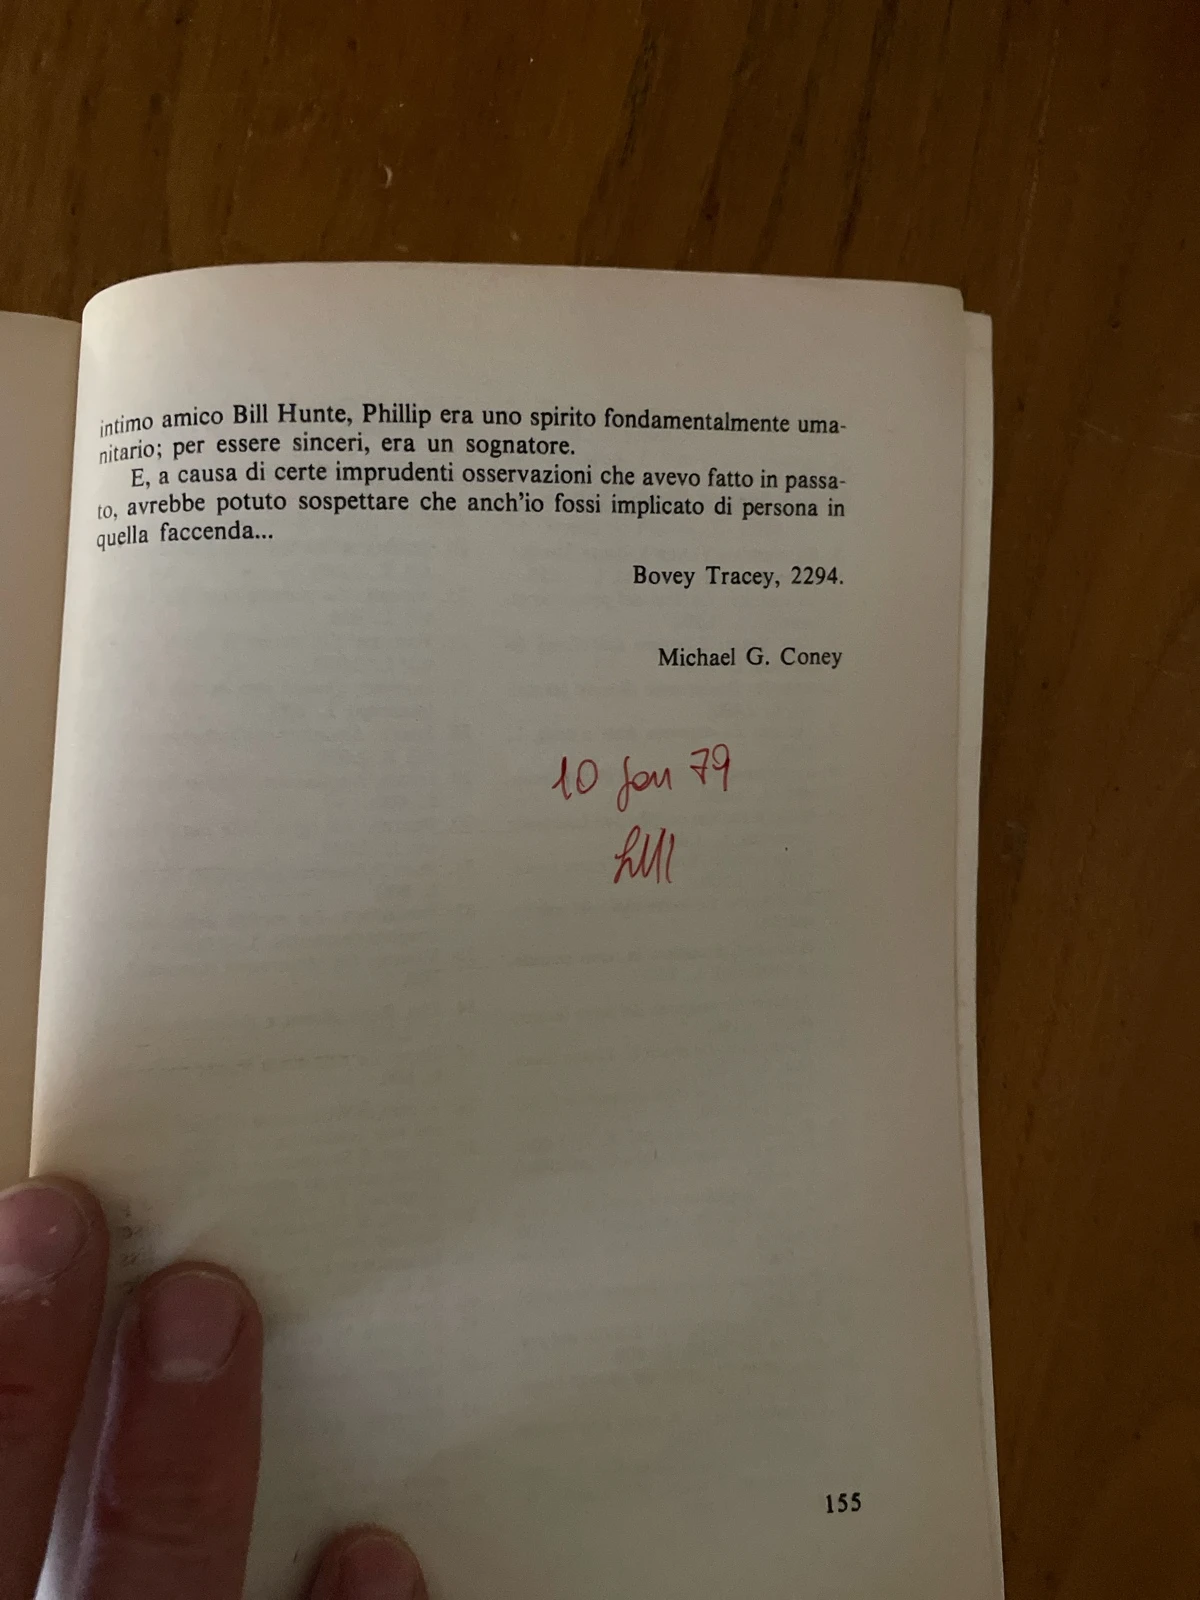 intimo amico Bill Hunte, Phillip era uno spirito fondamentalmente uma-
nitario; per essere sinceri, era un sognatore.
E, a causa di certe imprudenti osservazioni che avevo fatto in passa-
to, avrebbe potuto sospettare che anch'io fossi implicato di persona in
quella faccenda...
Bovey Tracey, 2294.
Michael G. Coney
10 Jan 79
155